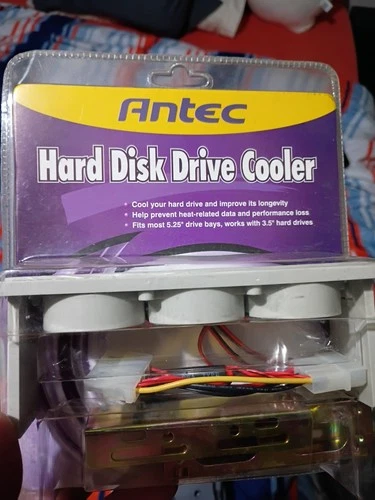 Antec
Hard Disk Drive Cooler
• Cool your hard drive and improve its longevity
• Help prevent heat-related data and performance loss
• Fits most 5.25" drive bays, works with 3.5" hard drives